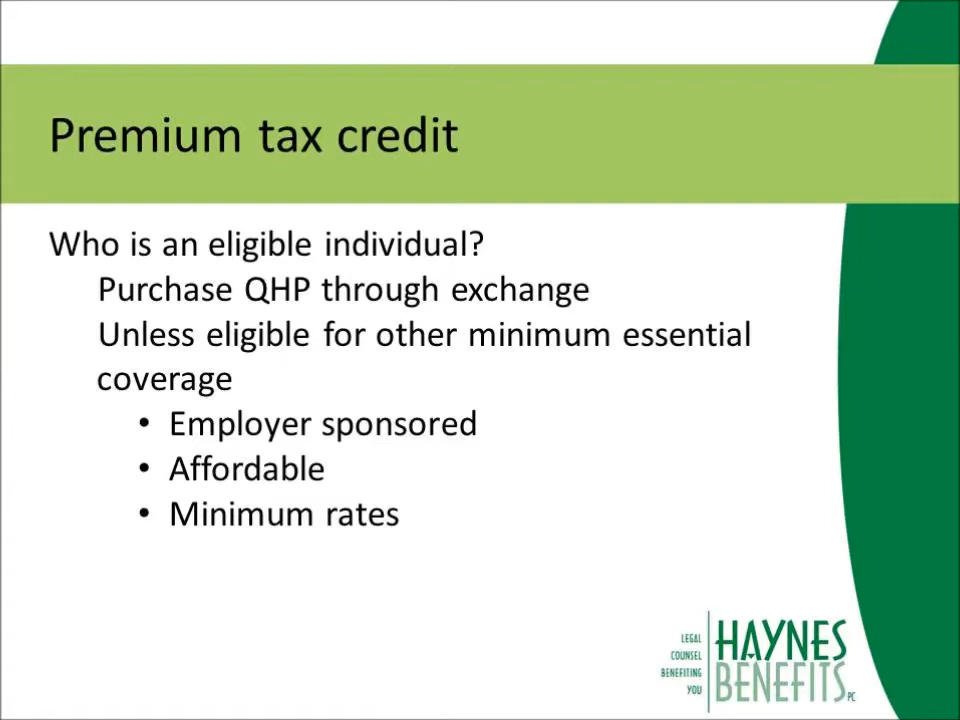 Premium tax credit
Who is an eligible individual?
Purchase QHP through exchange
Unless eligible for other minimum essential
coverage
• Employer sponsored
• Affordable
• Minimum rates
LEGAL
COUNSEL
BENEFITING
YOU
HAYNES
BENEFITS PC